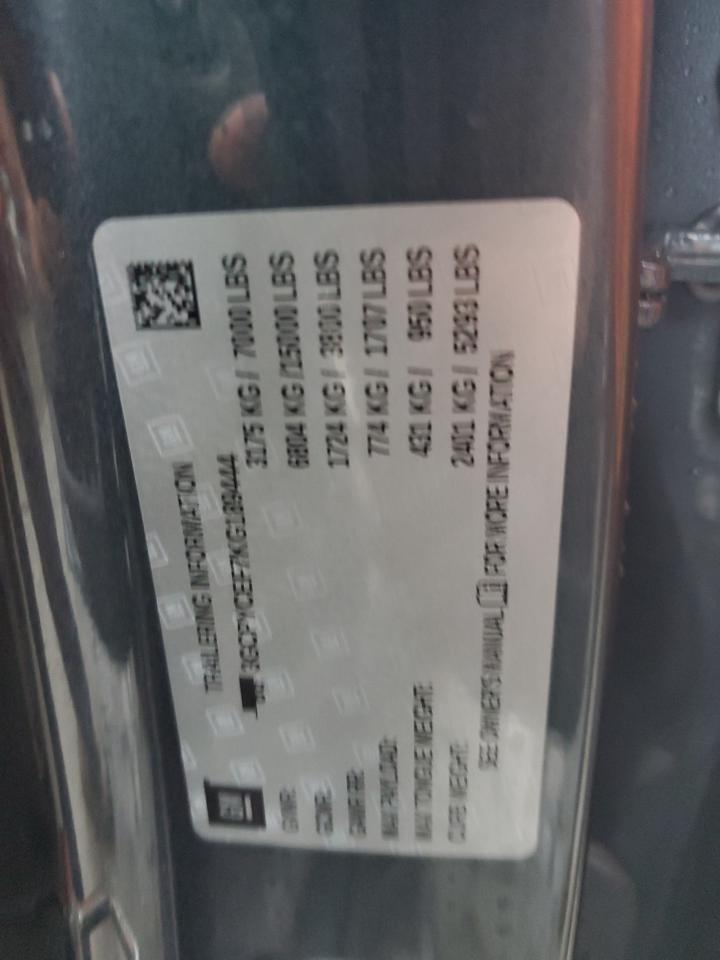 GM
TRAILERING INFORMATION
3GCPYCEF7KG189444
GVWR: 3175 KG / 7000 LBS
GCWR: 6804 KG /15000 LBS
GAWR RR: 1724 KG / 3800 LBS
MAX PAYLOAD: 774 KG / 1707 LBS
MAX TONGUE WEIGHT: 431 KG / 950 LBS
CURB WEIGHT: 2401 KG / 5293 LBS
SEE OWNER'S MANUAL FOR MORE INFORMATION